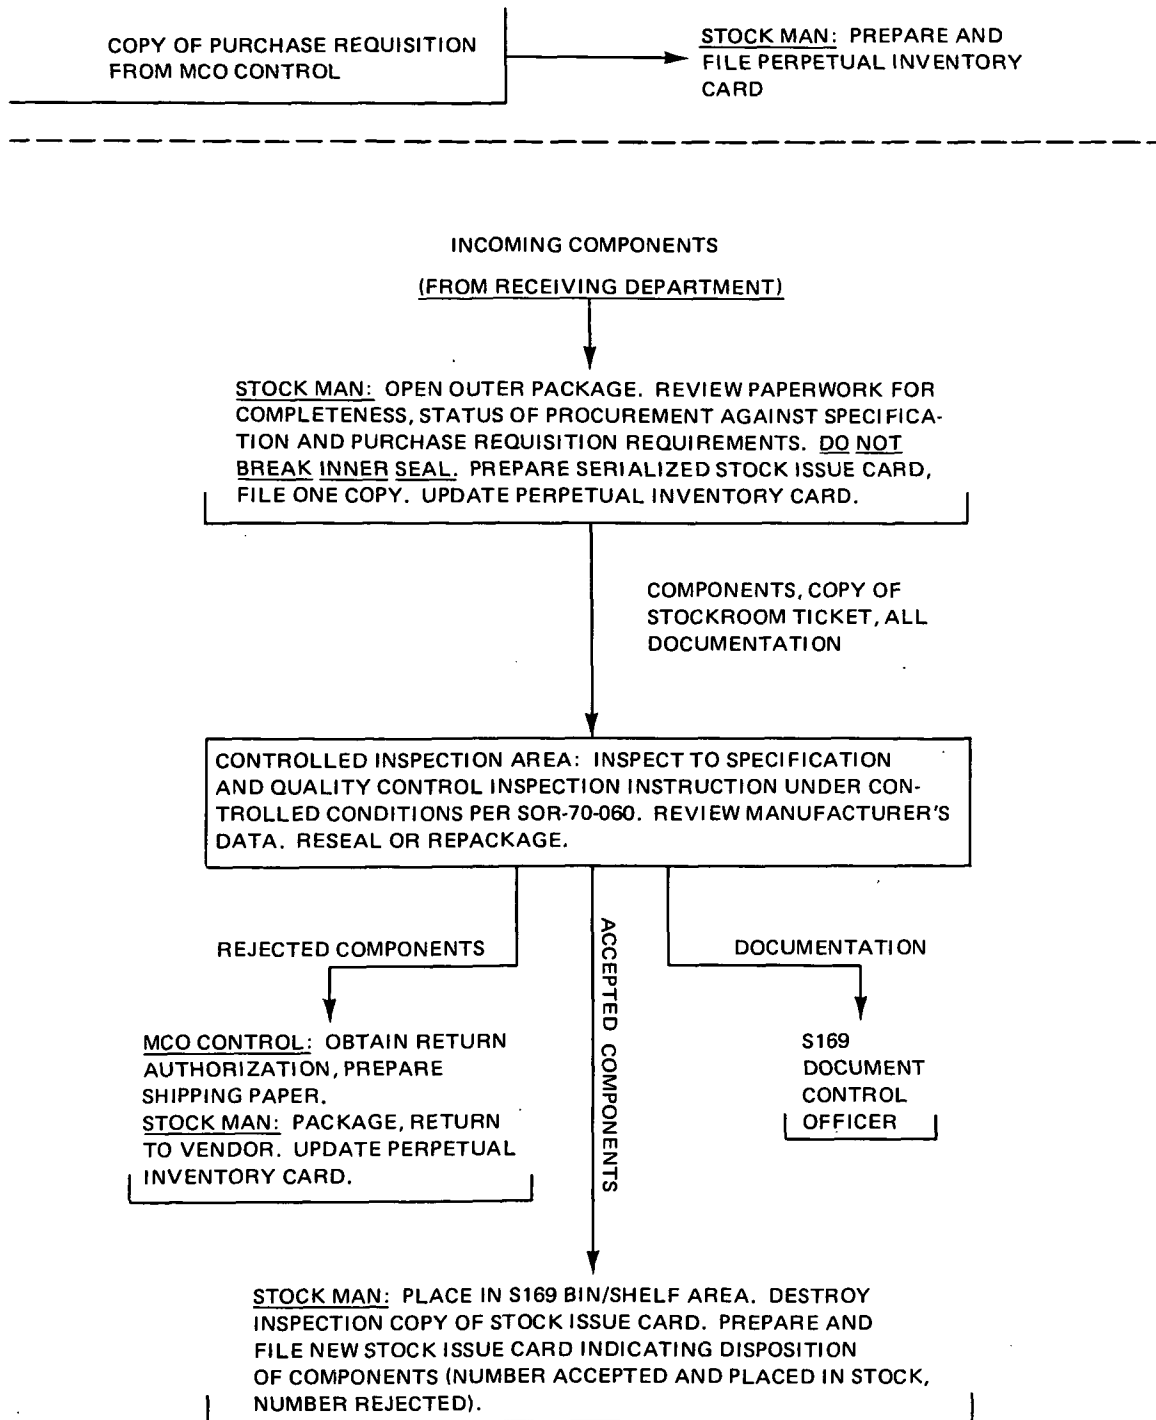 COPY OF PURCHASE REQUISITION
FROM MCO CONTROL
STOCK MAN: PREPARE AND
FILE PERPETUAL INVENTORY
CARD
INCOMING COMPONENTS
(FROM RECEIVING DEPARTMENT)
STOCK MAN: OPEN OUTER PACKAGE. REVIEW PAPERWORK FOR
COMPLETENESS, STATUS OF PROCUREMENT AGAINST SPECIFICA-
TION AND PURCHASE REQUISITION REQUIREMENTS. DO NOT
BREAK INNER SEAL. PREPARE SERIALIZED STOCK ISSUE CARD,
FILE ONE COPY. UPDATE PERPETUAL INVENTORY CARD.
COMPONENTS, COPY OF
STOCKROOM TICKET, ALL
DOCUMENTATION
CONTROLLED INSPECTION AREA: INSPECT TO SPECIFICATION
AND QUALITY CONTROL INSPECTION INSTRUCTION UNDER CON-
TROLLED CONDITIONS PER SOR-70-060. REVIEW MANUFACTURER'S
DATA. RESEAL OR REPACKAGE.
REJECTED COMPONENTS
ACCEPTED COMPONENTS
DOCUMENTATION
MCO CONTROL: OBTAIN RETURN
AUTHORIZATION, PREPARE
SHIPPING PAPER.
STOCK MAN: PACKAGE, RETURN
TO VENDOR. UPDATE PERPETUAL
INVENTORY CARD.
S169
DOCUMENT
CONTROL
OFFICER
STOCK MAN: PLACE IN S169 BIN/SHELF AREA. DESTROY
INSPECTION COPY OF STOCK ISSUE CARD. PREPARE AND
FILE NEW STOCK ISSUE CARD INDICATING DISPOSITION
OF COMPONENTS (NUMBER ACCEPTED AND PLACED IN STOCK,
NUMBER REJECTED).